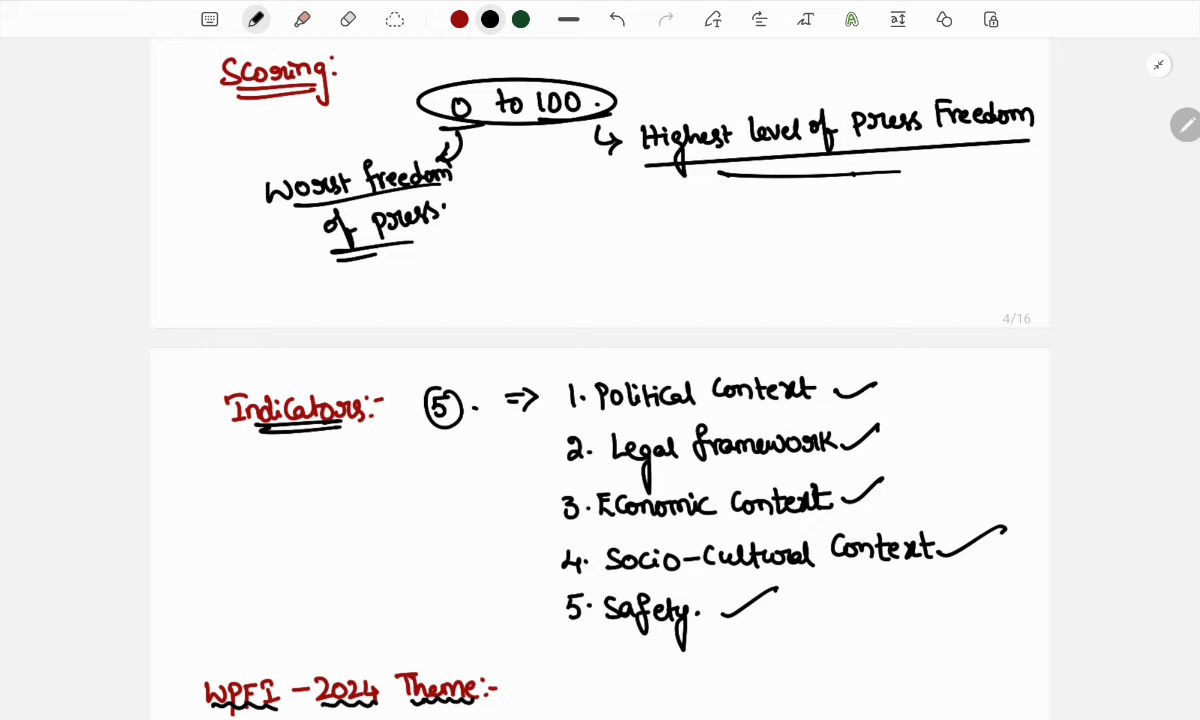 Scoring:
0 to 100.
Highest level of press Freedom
Worst freedom
of press.
4/16
Indicators:- 5. ⇒ 1. Political Context ✓
2. Legal framework ✓
3. Economic Context ✓
4. Socio-Cultural Context ✓
5. Safety. ✓
WPFI - 2024 Theme:-